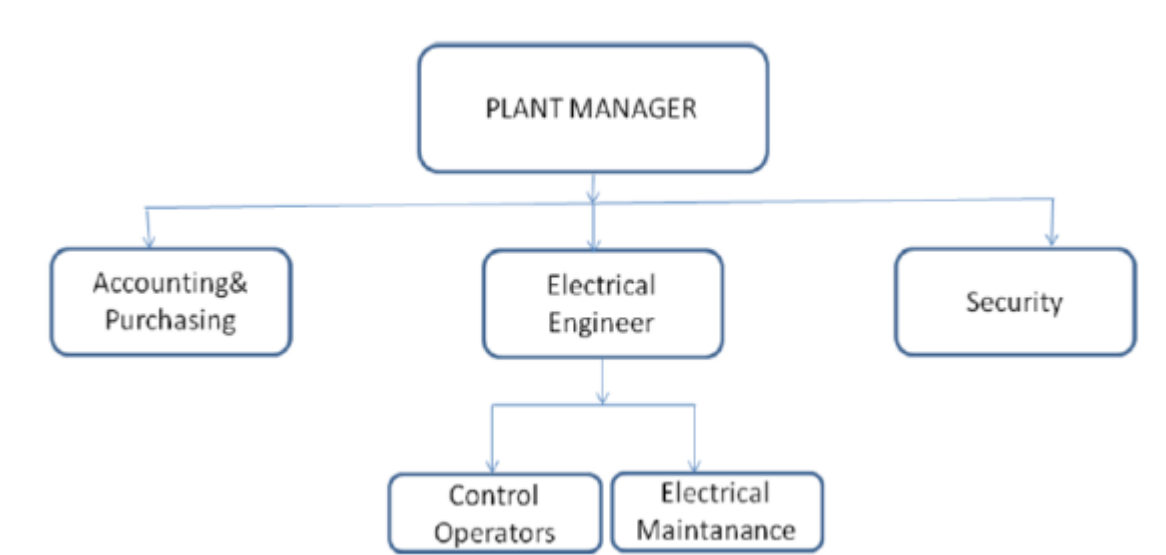 PLANT MANAGER
Accounting&
Purchasing
Electrical
Engineer
Security
Control
Operators
Electrical
Maintanance